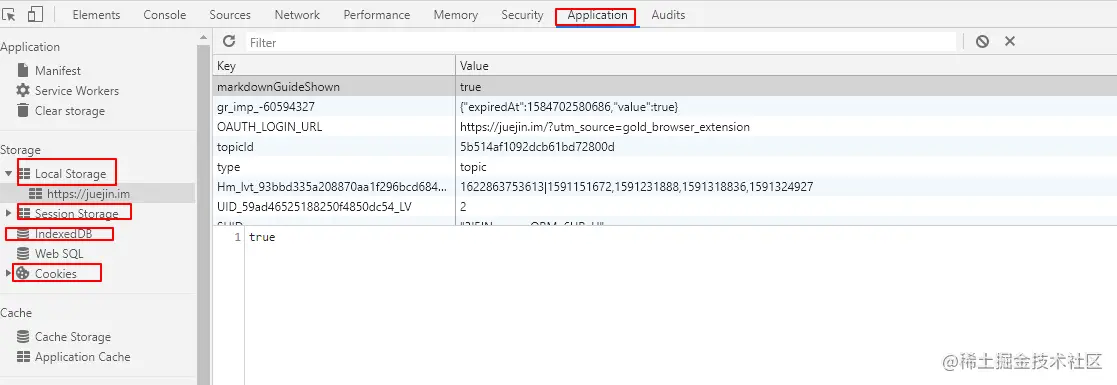 Elements Console Sources Network Performance Memory Security Application Audits
Application
Manifest
Service Workers
Clear storage
Storage
Local Storage
https://juejin.im
Session Storage
IndexedDB
Web SQL
Cookies
Cache
Cache Storage
Application Cache
Filter
Key Value
markdownGuideShown true
gr_imp_-60594327 {"expiredAt":1584702580686,"value":true}
OAUTH_LOGIN_URL https://juejin.im/?utm_source=gold_browser_extension
topicId 5b514af1092dcb61bd72800d
type topic
Hm_lvt_93bbd335a208870aa1f296bcd684... 1622863753613|1591151672,1591231888,1591318836,1591324927
UID_59ad46525188250f4850dc54_LV 2
1 true
@稀土掘金技术社区